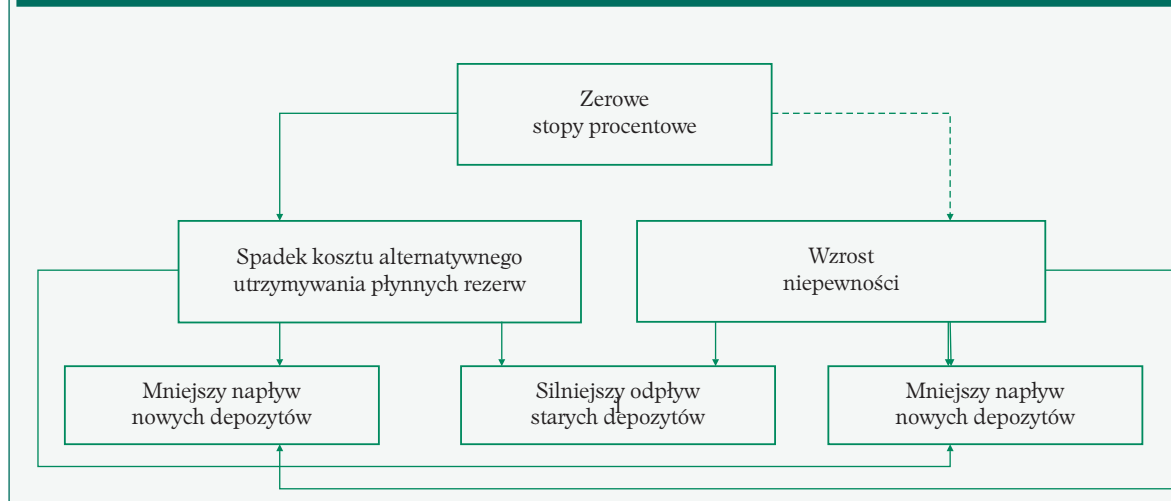 Zerowe
stopy procentowe
Spadek kosztu alternatywnego
utrzymywania płynnych rezerw
Wzrost
niepewności
Mniejszy napływ
nowych depozytów
Silniejszy odpływ
starych depozytów
Mniejszy napływ
nowych depozytów